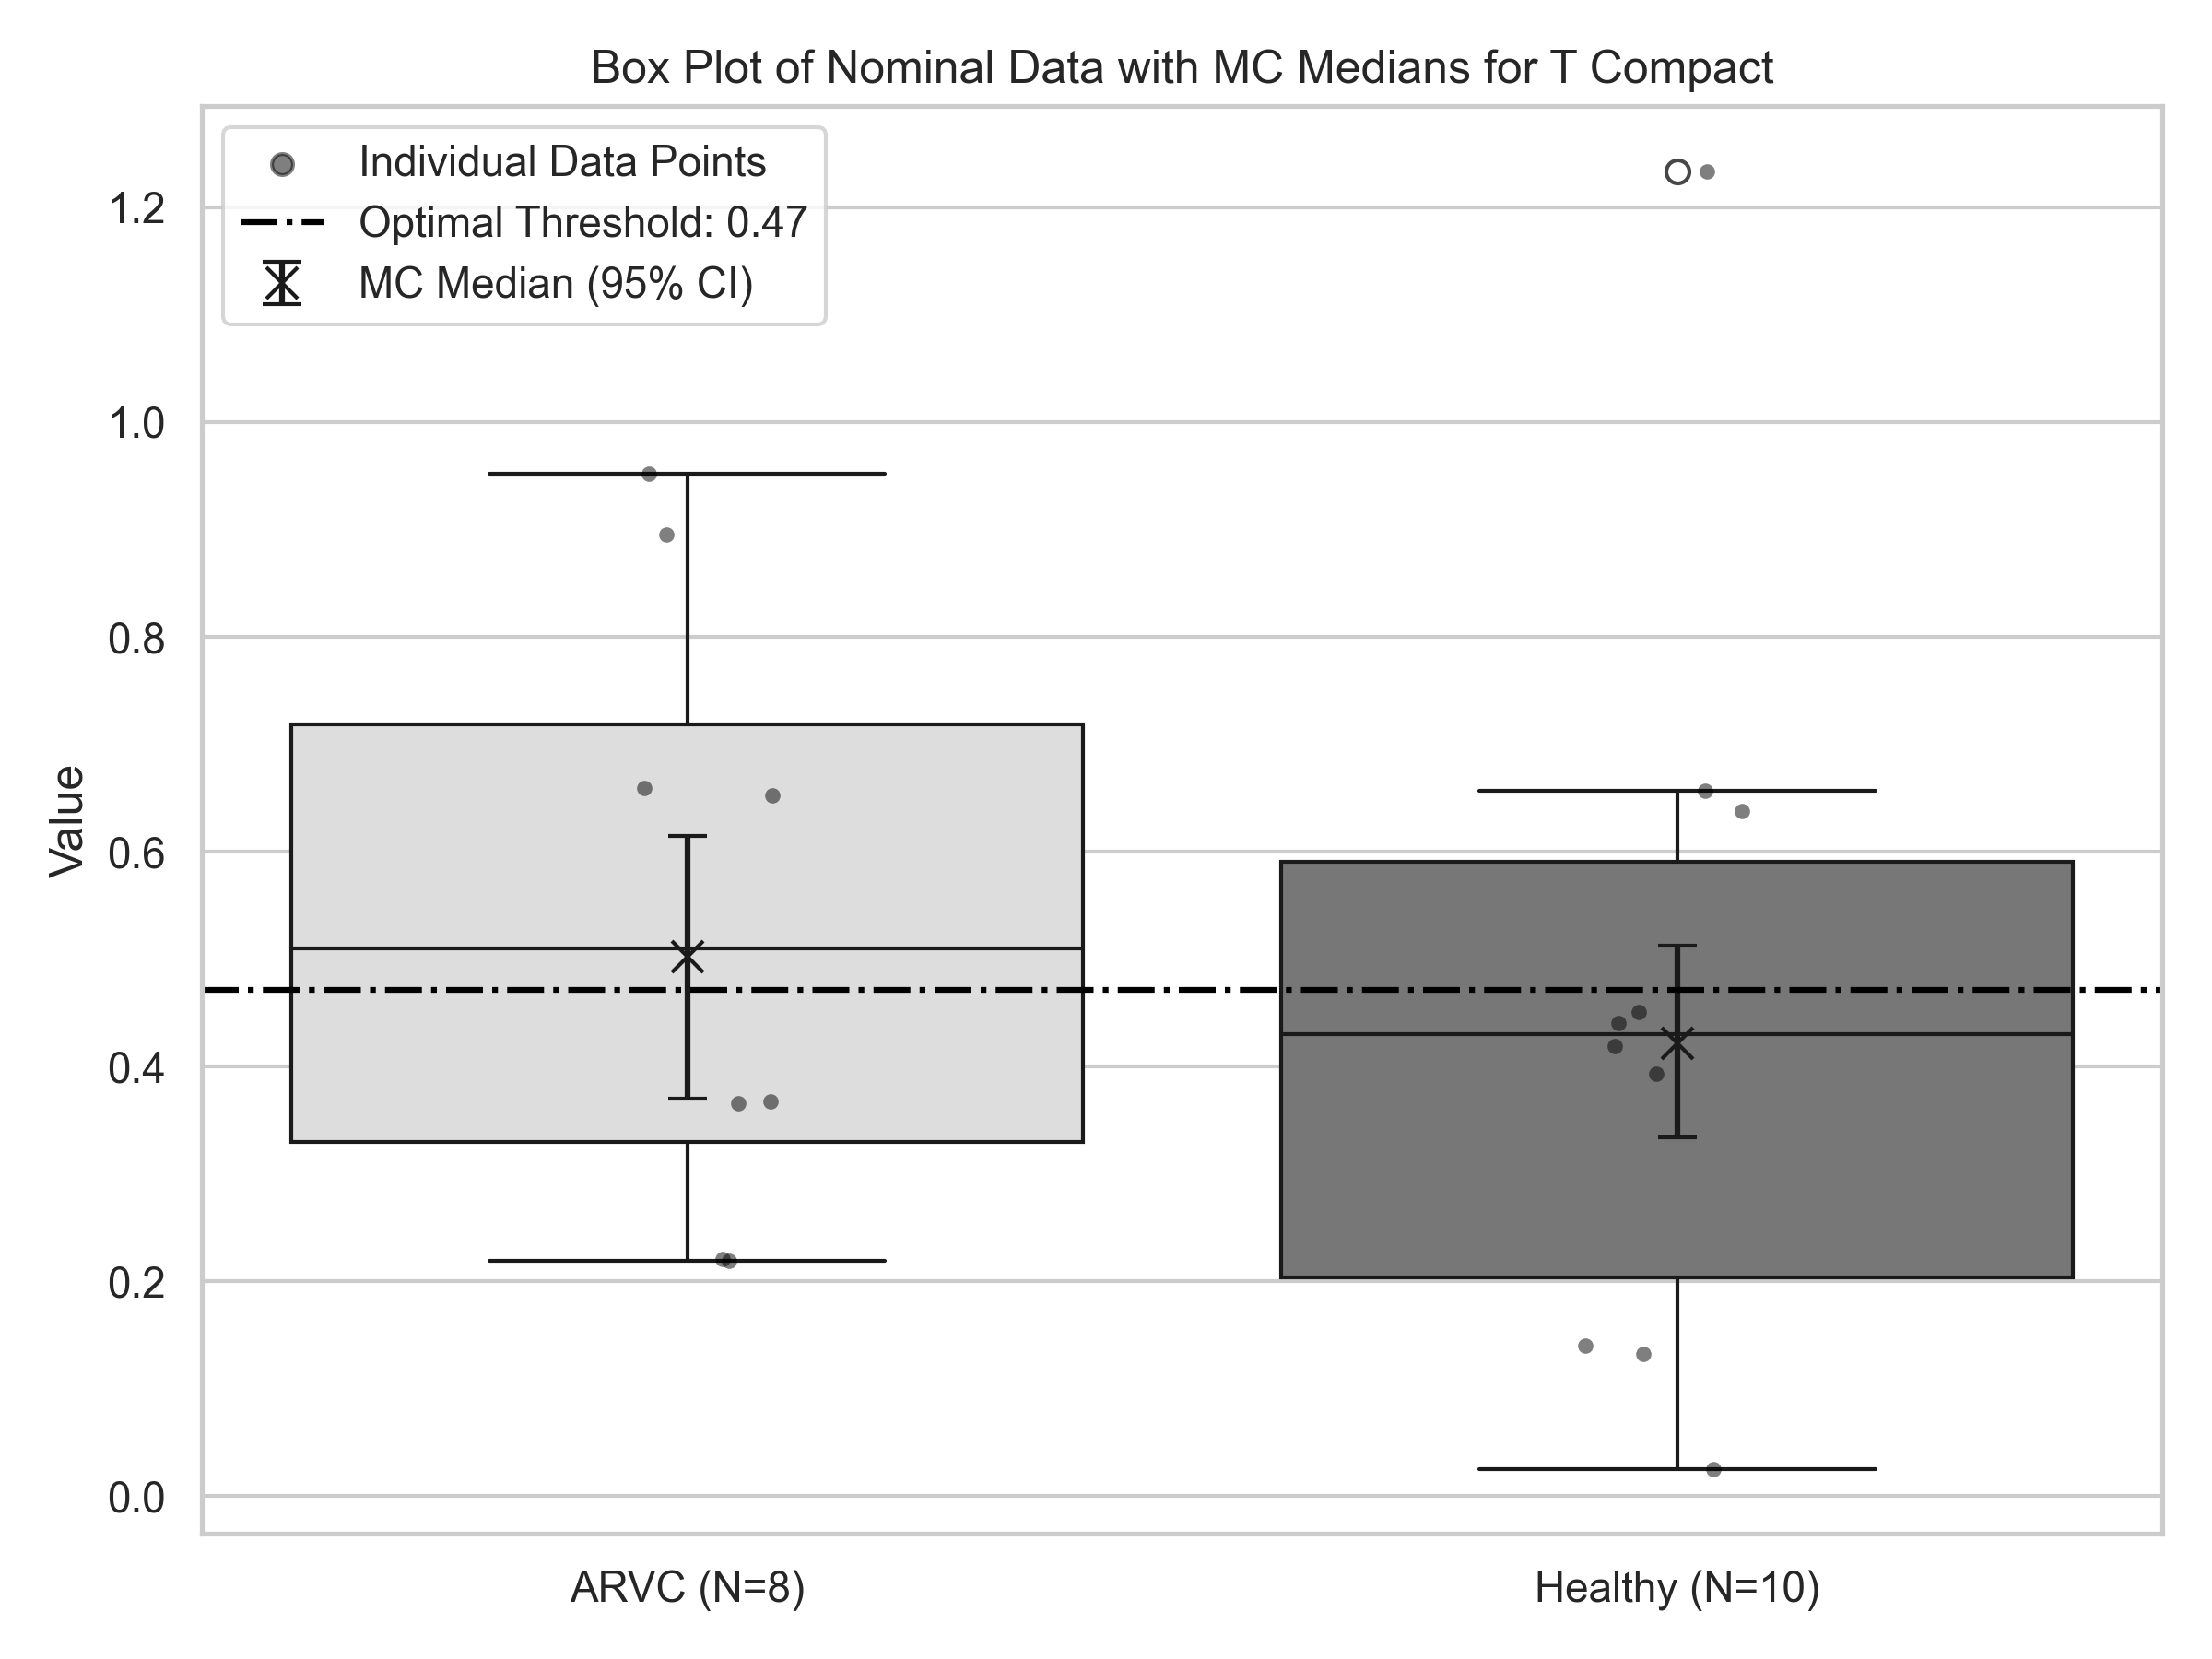 Box Plot of Nominal Data with MC Medians for T Compact
Individual Data Points
Optimal Threshold: 0.47
MC Median (95% CI)
Value
1.2
1.0
0.8
0.6
0.4
0.2
0.0
ARVC (N=8)
Healthy (N=10)